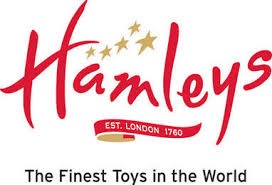 Hamleys
EST. LONDON 1760
The Finest Toys in the World